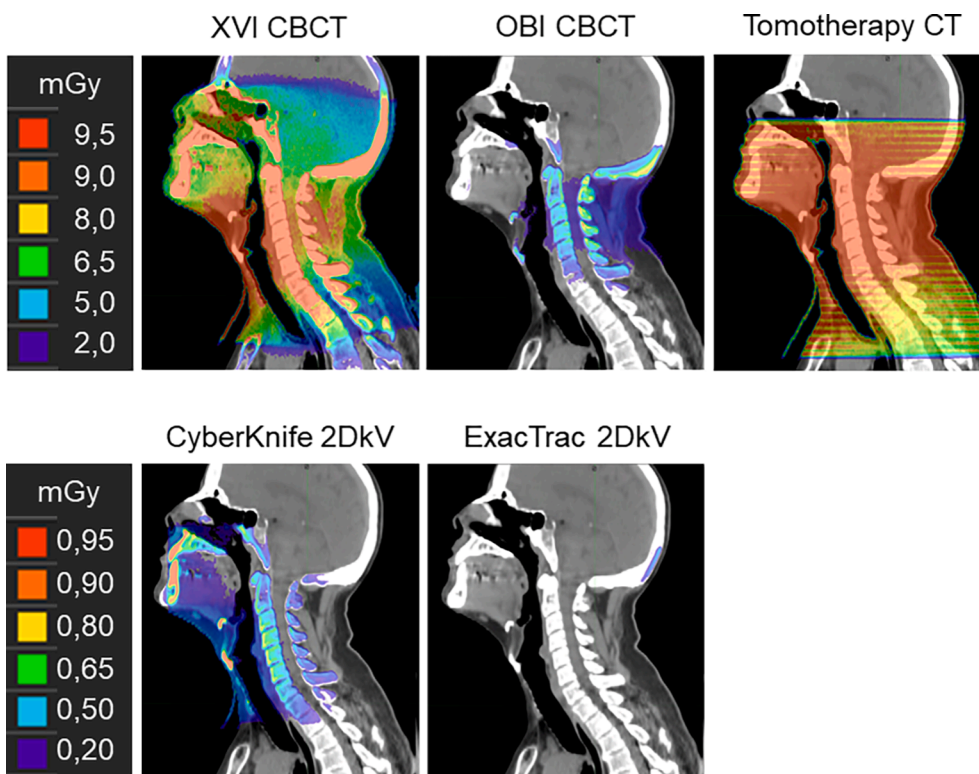 XVI CBCT
OBI CBCT
Tomotherapy CT
mGy
9,5
9,0
8,0
6,5
5,0
2,0
CyberKnife 2DkV
ExacTrac 2DkV
mGy
0,95
0,90
0,80
0,65
0,50
0,20